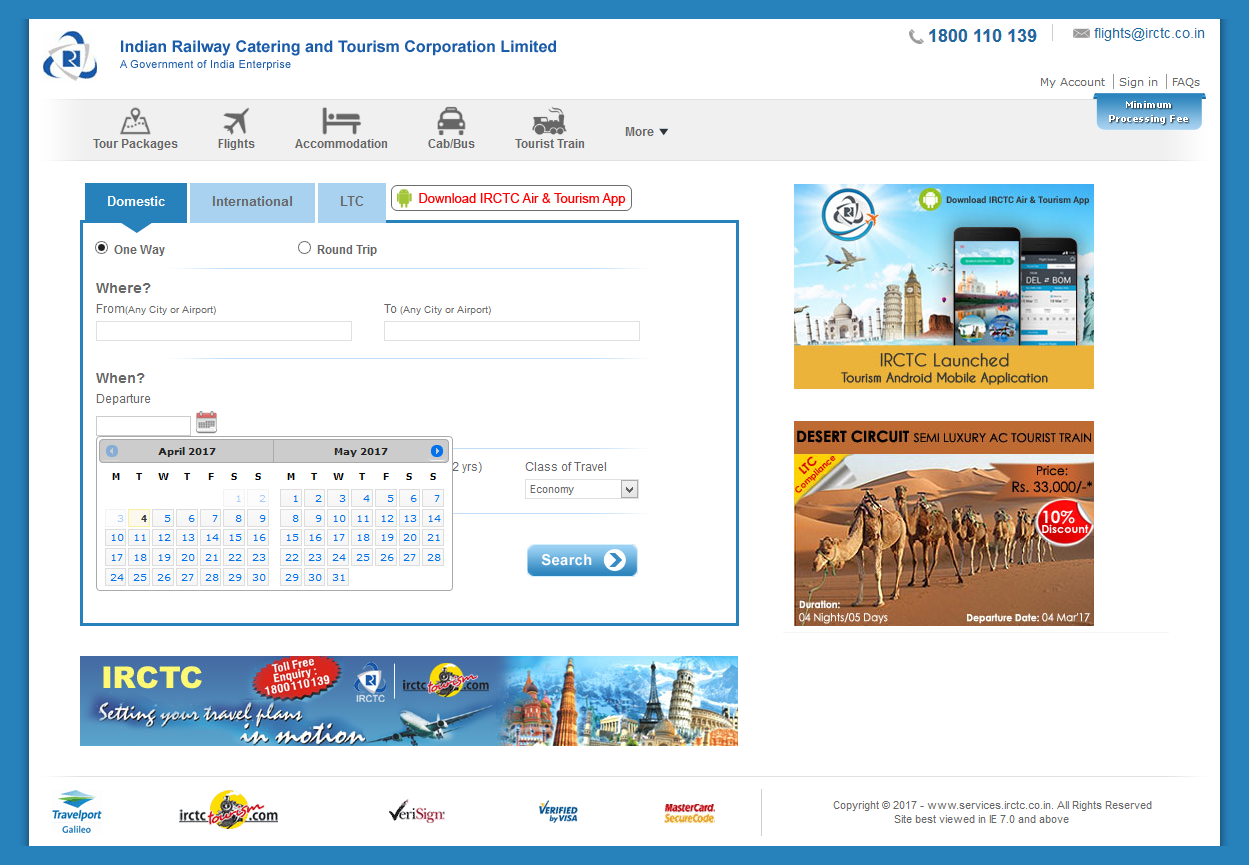 Indian Railway Catering and Tourism Corporation Limited
A Government of India Enterprise
1800 110 139
flights@irctc.co.in
My Account
Sign in
FAQs
Minimum
Processing Fee
Tour Packages
Flights
Accommodation
Cab/Bus
Tourist Train
More
Domestic
International
LTC
Download IRCTC Air & Tourism App
One Way
Round Trip
Where?
From(Any City or Airport)
To (Any City or Airport)
When?
Departure
April 2017
M T W T F S S
1 2
3 4 5 6 7 8 9
10 11 12 13 14 15 16
17 18 19 20 21 22 23
24 25 26 27 28 29 30
May 2017
M T W T F S S
1 2 3 4 5 6 7
8 9 10 11 12 13 14
15 16 17 18 19 20 21
22 23 24 25 26 27 28
29 30 31
2 yrs)
Class of Travel
Economy
Search
Download IRCTC Air & Tourism App
DEL
BOM
IRCTC Launched
Tourism Android Mobile Application
DESERT CIRCUIT SEMI LUXURY AC TOURIST TRAIN
LTC
Compliance
Price:
Rs. 33,000/-*
10%
Discount
Duration:
04 Nights/05 Days
Departure Date: 04 Mar'17
IRCTC
Toll Free
Enquiry :
1800110139
IRCTC
irctc tourism .com
Setting your travel plans
in motion
Travelport
Galileo
irctc tourism .com
VeriSign
VERIFIED
by VISA
MasterCard.
SecureCode.
Copyright © 2017 - www.services.irctc.co.in. All Rights Reserved
Site best viewed in IE 7.0 and above